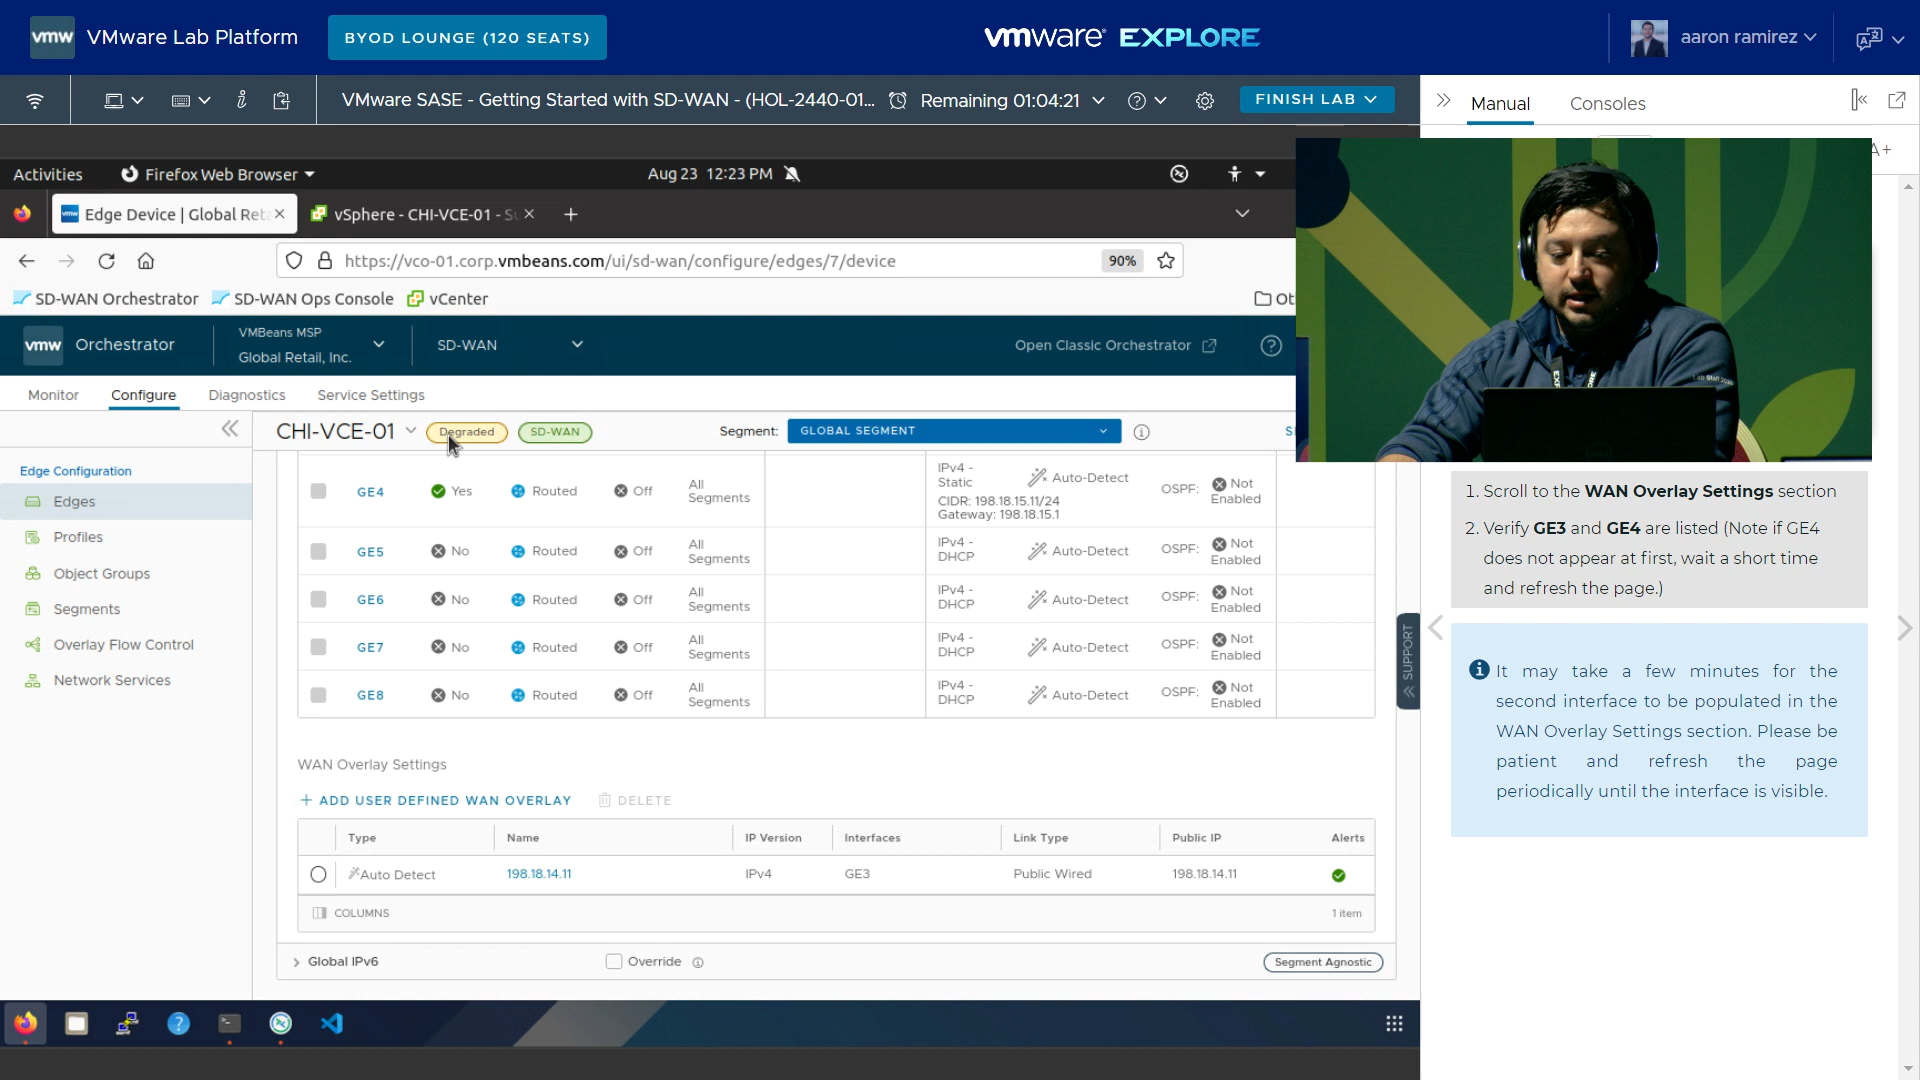 vmw VMware Lab Platform BYOD LOUNGE (120 SEATS) vmware EXPLORE aaron ramirez
VMware SASE - Getting Started with SD-WAN - (HOL-2440-01... Remaining 01:04:21 FINISH LAB
Manual Consoles
A+
Activities Firefox Web Browser Aug 23 12:23 PM
Edge Device | Global Reta vSphere - CHI-VCE-01 - Su
https://vco-01.corp.vmbeans.com/ui/sd-wan/configure/edges/7/device 90%
SD-WAN Orchestrator SD-WAN Ops Console vCenter Ot
vmw Orchestrator
VMBeans MSP
Global Retail, Inc.
SD-WAN
Open Classic Orchestrator
Monitor Configure Diagnostics Service Settings
CHI-VCE-01 Degraded SD-WAN Segment: GLOBAL SEGMENT
Edge Configuration
Edges
Profiles
Object Groups
Segments
Overlay Flow Control
Network Services
GE4 Yes Routed Off All Segments IPv4 - Static Auto-Detect OSPF: Not Enabled
CIDR: 198.18.15.11/24
Gateway: 198.18.15.1
GE5 No Routed Off All Segments IPv4 - DHCP Auto-Detect OSPF: Not Enabled
GE6 No Routed Off All Segments IPv4 - DHCP Auto-Detect OSPF: Not Enabled
GE7 No Routed Off All Segments IPv4 - DHCP Auto-Detect OSPF: Not Enabled
GE8 No Routed Off All Segments IPv4 - DHCP Auto-Detect OSPF: Not Enabled
WAN Overlay Settings
+ ADD USER DEFINED WAN OVERLAY DELETE
Type Name IP Version Interfaces Link Type Public IP Alerts
Auto Detect 198.18.14.11 IPv4 GE3 Public Wired 198.18.14.11
COLUMNS 1 item
Global IPv6 Override Segment Agnostic
SUPPORT
1. Scroll to the WAN Overlay Settings section
2. Verify GE3 and GE4 are listed (Note if GE4
does not appear at first, wait a short time
and refresh the page.)
It may take a few minutes for the
second interface to be populated in the
WAN Overlay Settings section. Please be
patient and refresh the page
periodically until the interface is visible.